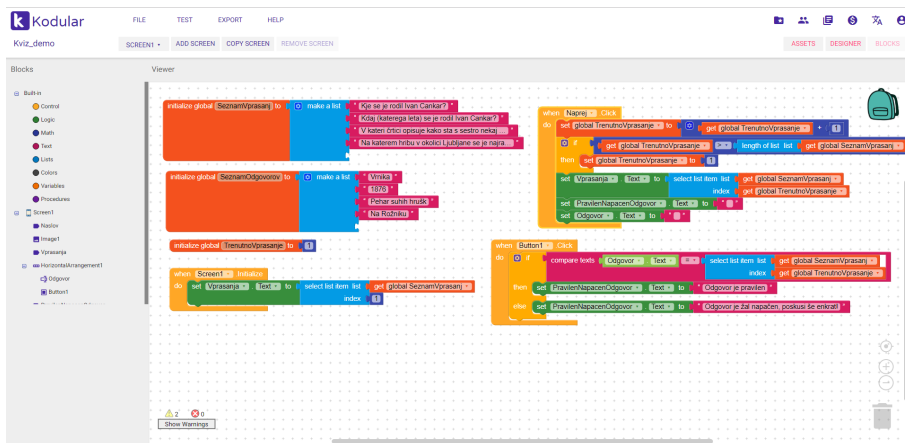 Kodular
FILE TEST EXPORT HELP
Kviz_demo
SCREEN1 ADD SCREEN COPY SCREEN REMOVE SCREEN
ASSETS DESIGNER BLOCKS
Blocks
Viewer
Built-in
Control
Logic
Math
Text
Lists
Colors
Variables
Procedures
Screen1
Naslov
Image1
Vprasanja
HorizontalArrangement1
Odgovor
Button1
initialize global SeznamVprasanj to make a list " Kje se je rodil Ivan Cankar? "
" Kdaj (katerega leta) se je rodil Ivan Cankar? "
" V kateri črtici opisuje kako sta s sestro nekaj ... "
" Na katerem hribu v okolici Ljubljane se je najra... "
initialize global SeznamOdgovorov to make a list " Vrhnika "
" 1876 "
" Pehar suhih hrušk "
" Na Rožniku "
initialize global TrenutnoVprasanje to 1
when Screen1 Initialize
do set Vprasanja . Text to select list item list get global SeznamVprasanj
index 1
when Naprej .Click
do set global TrenutnoVprasanje to get global TrenutnoVprasanje + 1
if get global TrenutnoVprasanje > length of list list get global SeznamVprasanj
then set global TrenutnoVprasanje to 1
set Vprasanja . Text to select list item list get global SeznamVprasanj
index get global TrenutnoVprasanje
set PravilenNapacenOdgovor . Text to " "
set Odgovor . Text to " "
when Button1 .Click
do if compare texts Odgovor . Text = select list item list get global SeznamVprasanj
index get global TrenutnoVprasanje
then set PravilenNapacenOdgovor . Text to " Odgovor je pravilen "
else set PravilenNapacenOdgovor . Text to " Odgovor je žal napačen, poskusi še enkrat! "
2 0
Show Warnings